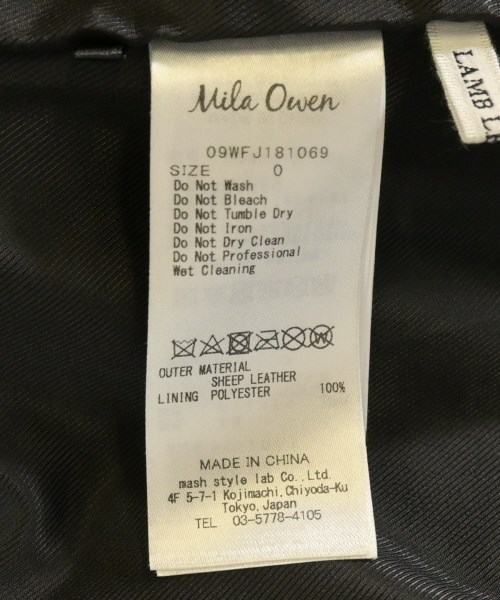 Mila Owen
09WFJ181069
SIZE 0
Do Not Wash
Do Not Bleach
Do Not Tumble Dry
Do Not Iron
Do Not Dry Clean
Do Not Professional
Wet Cleaning
OUTER MATERIAL
SHEEP LEATHER
LINING POLYESTER 100%
MADE IN CHINA
mash style lab Co.,Ltd.
4F 5-7-1 Kojimachi,Chiyoda-Ku
Tokyo,Japan
TEL 03-5778-4105
LAMB